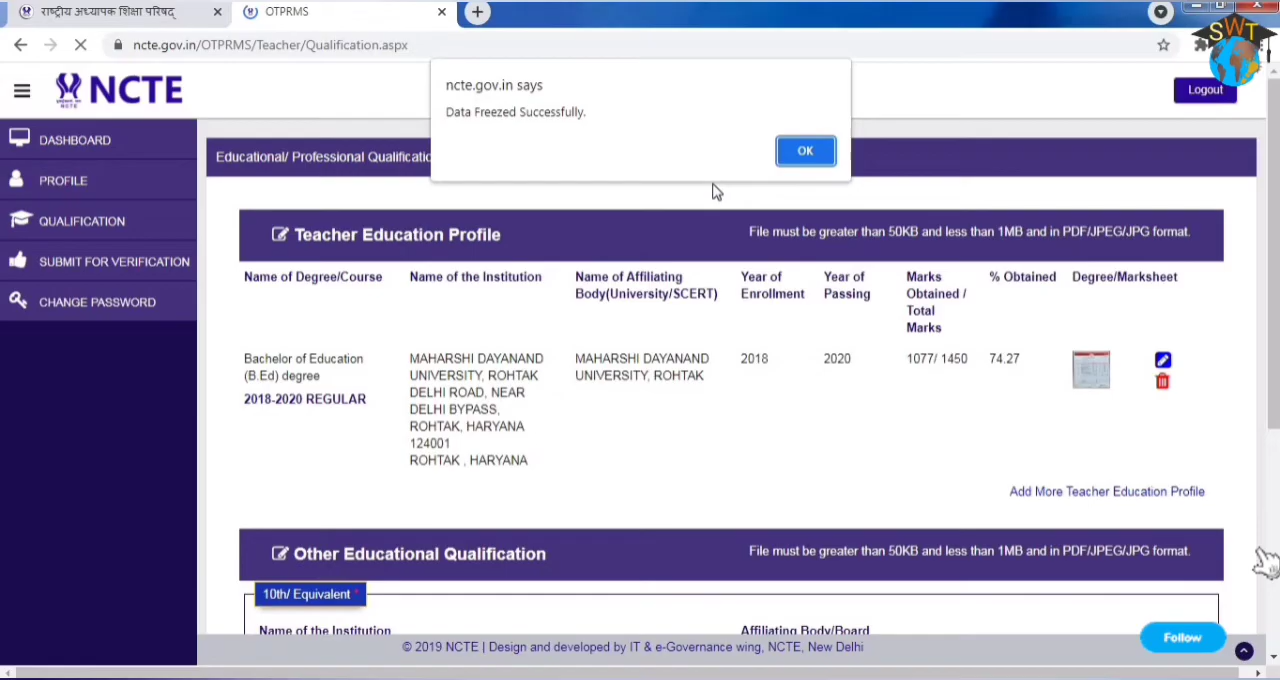 राष्ट्रीय अध्यापक शिक्षा परिषद्
OTPRMS
ncte.gov.in/OTPRMS/Teacher/Qualification.aspx
SWT
NCTE
ncte.gov.in says
Data Freezed Successfully.
OK
Logout
DASHBOARD
PROFILE
QUALIFICATION
SUBMIT FOR VERIFICATION
CHANGE PASSWORD
Educational/ Professional Qualificatio
Teacher Education Profile
File must be greater than 50KB and less than 1MB and in PDF/JPEG/JPG format.
Name of Degree/Course
Name of the Institution
Name of Affiliating
Body(University/SCERT)
Year of
Enrollment
Year of
Passing
Marks
Obtained /
Total
Marks
% Obtained
Degree/Marksheet
Bachelor of Education
(B.Ed) degree
2018-2020 REGULAR
MAHARSHI DAYANAND
UNIVERSITY, ROHTAK
DELHI ROAD, NEAR
DELHI BYPASS,
ROHTAK, HARYANA
124001
ROHTAK , HARYANA
MAHARSHI DAYANAND
UNIVERSITY, ROHTAK
2018
2020
1077/ 1450
74.27
Add More Teacher Education Profile
Other Educational Qualification
File must be greater than 50KB and less than 1MB and in PDF/JPEG/JPG format.
10th/ Equivalent *
Name of the Institution
Affiliating Body/Board
© 2019 NCTE | Design and developed by IT & e-Governance wing, NCTE, New Delhi
Follow